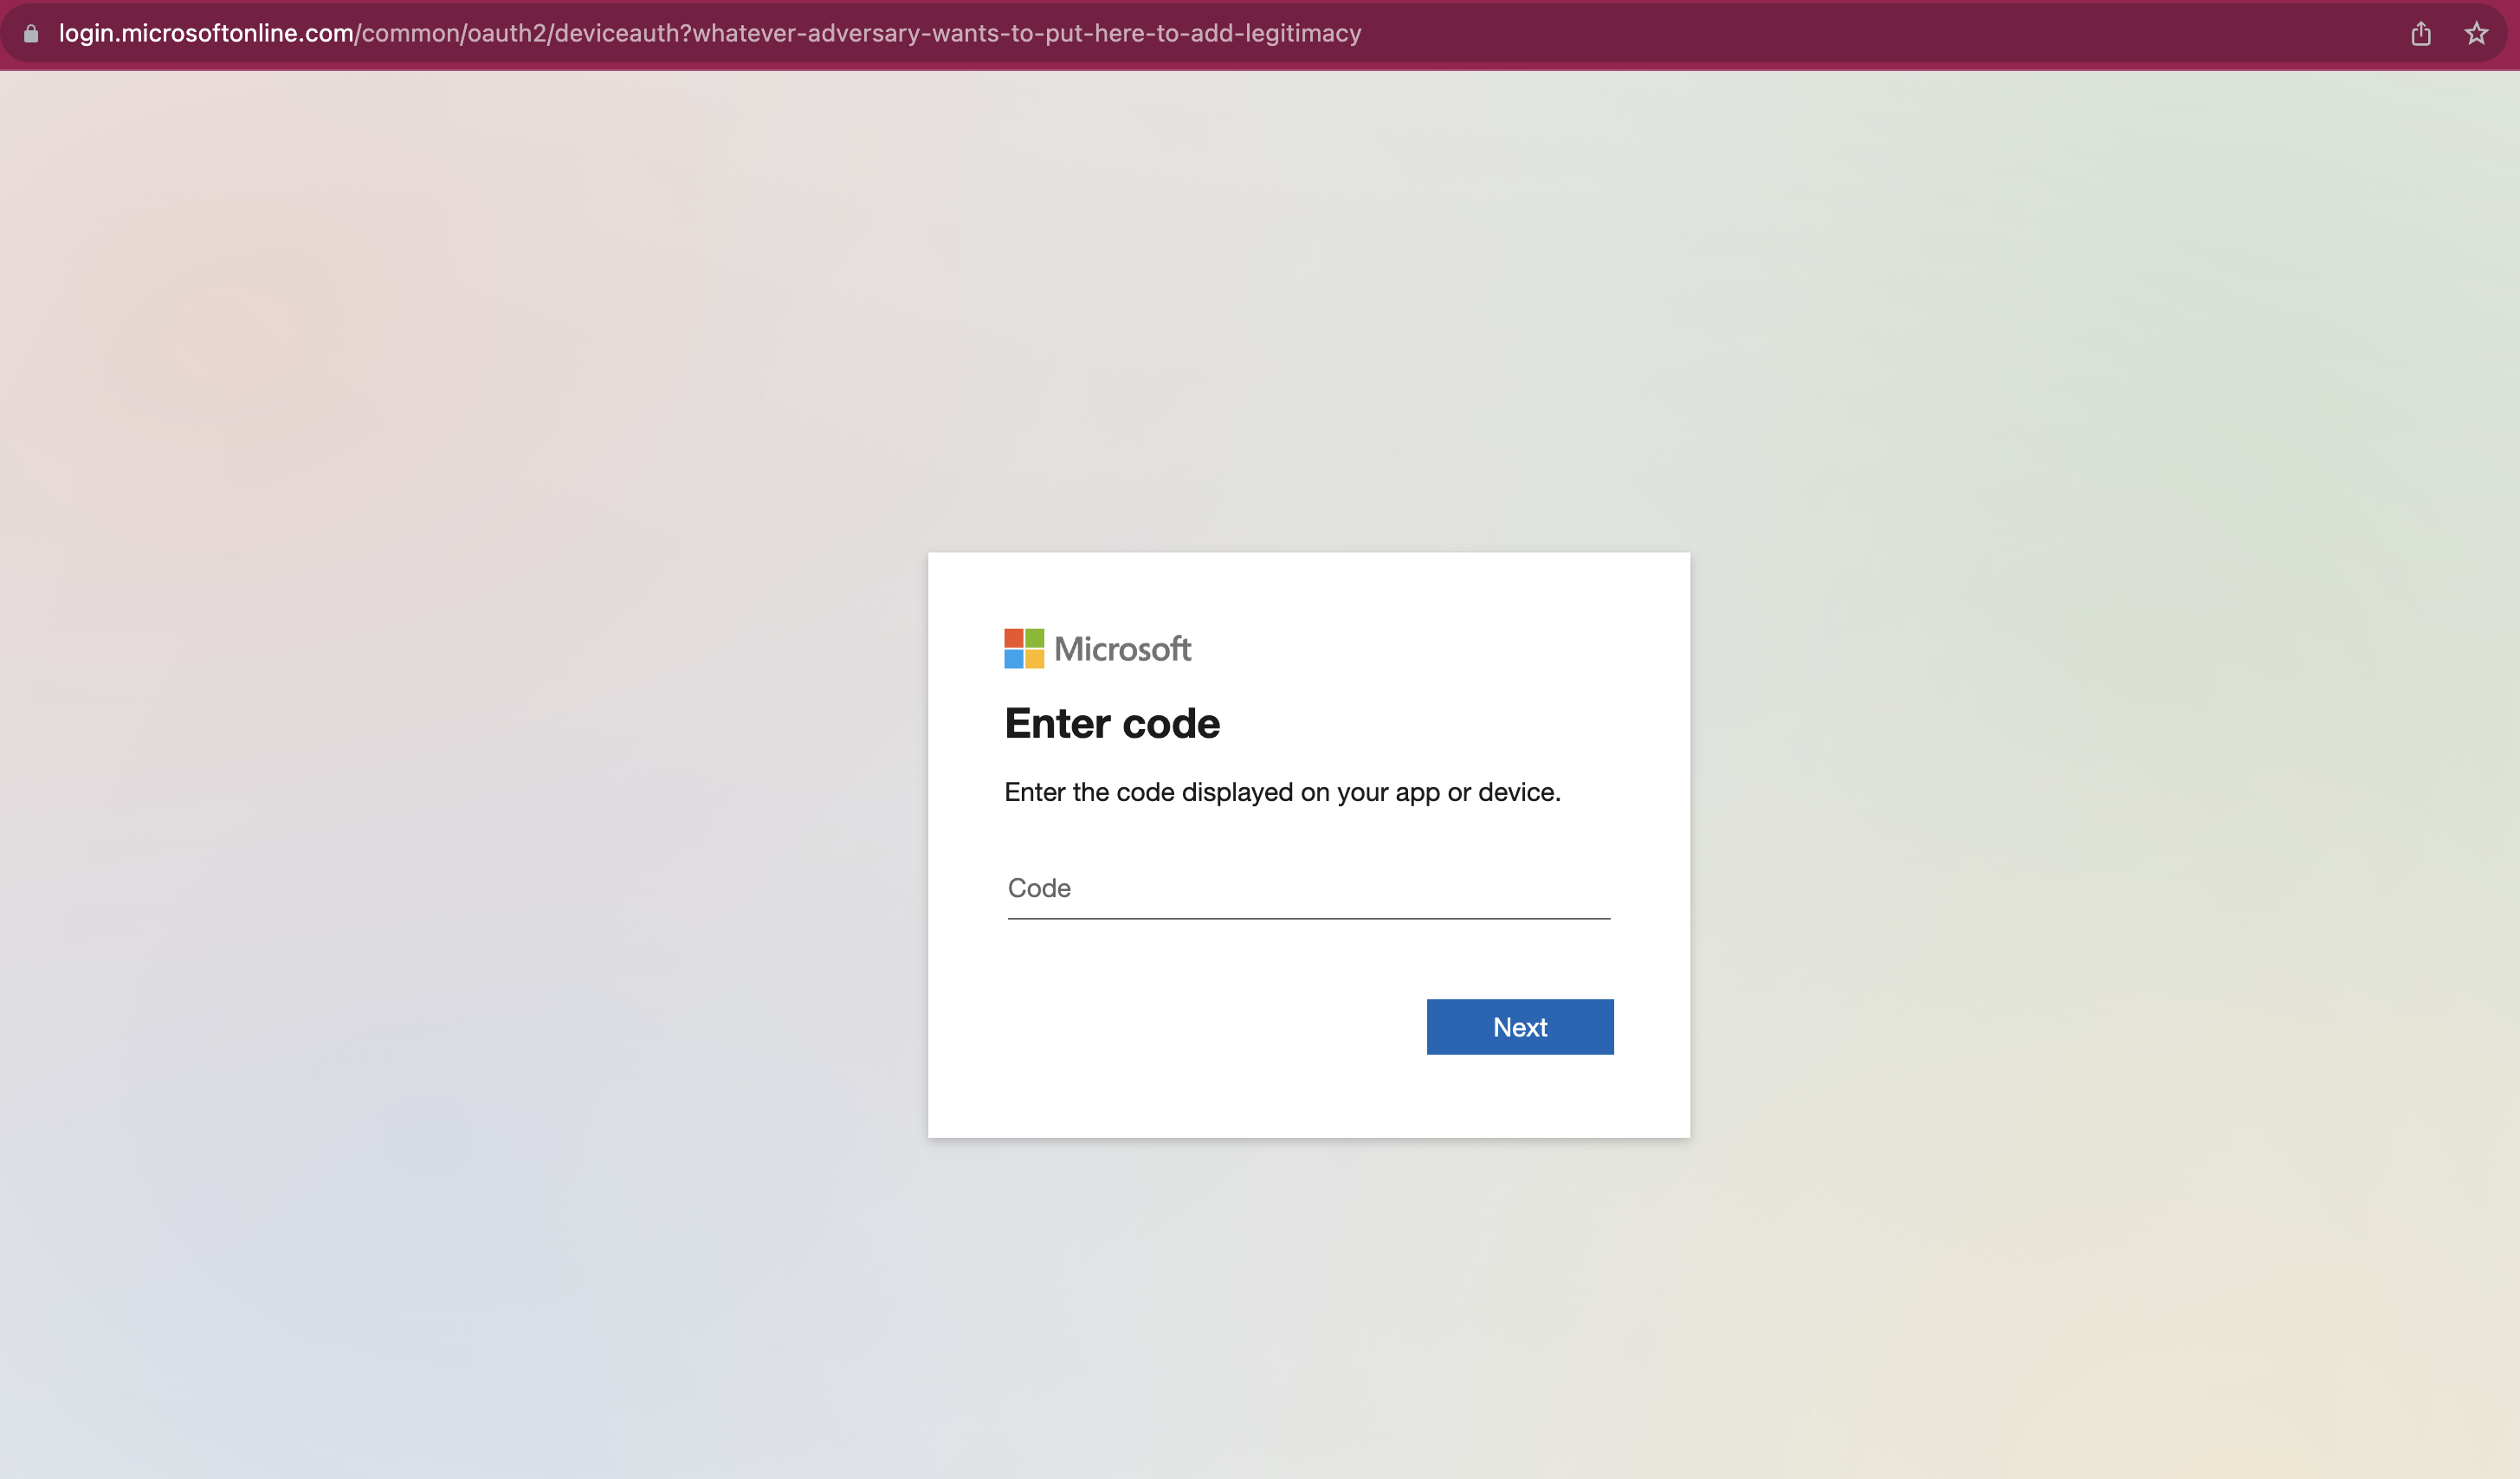 login.microsoftonline.com/common/oauth2/deviceauth?whatever-adversary-wants-to-put-here-to-add-legitimacy
Microsoft
Enter code
Enter the code displayed on your app or device.
Code
Next